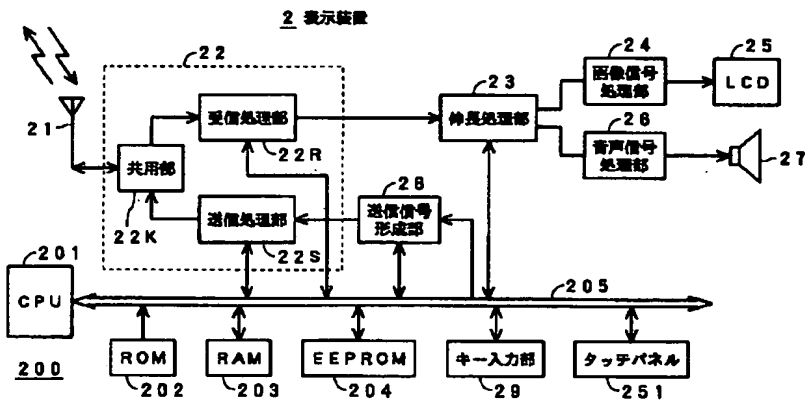 2 表示装置
22
24
25
画像信号
処理部
LCD
23
伸長処理部
26
音声信号
処理部
27
21
受信処理部
22R
共用部
22K
送信処理部
22S
28
送信信号
形成部
201
CPU
205
200
ROM
202
RAM
203
EEPROM
204
キー入力部
29
タッチパネル
251